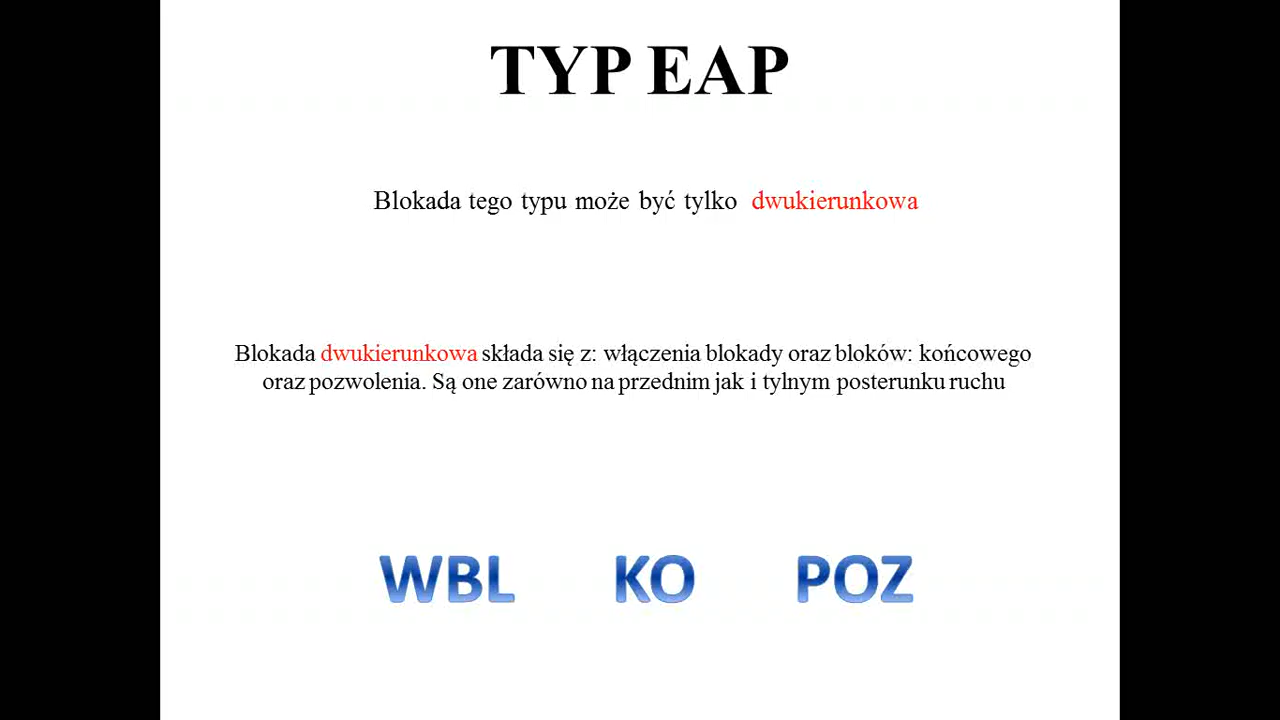 TYP EAP
Blokada tego typu może być tylko dwukierunkowa
Blokada dwukierunkowa składa się z: włączenia blokady oraz bloków: końcowego
oraz pozwolenia. Są one zarówno na przednim jak i tylnym posterunku ruchu
WBL KO POZ